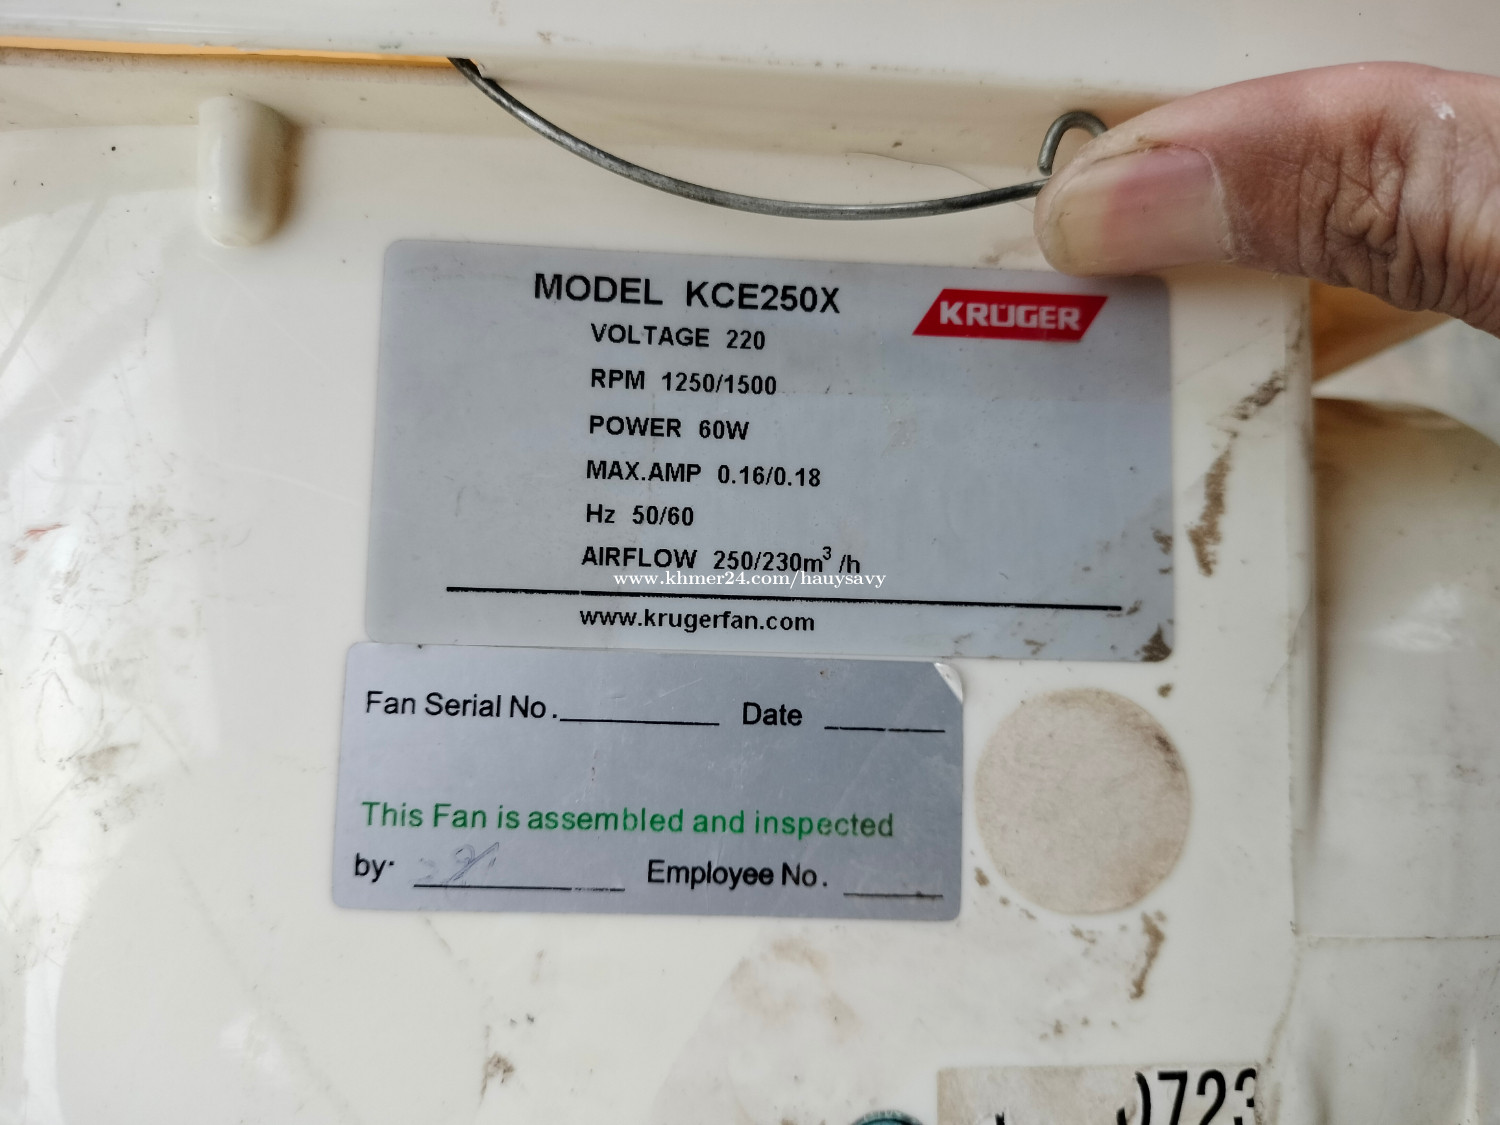 MODEL KCE250X
KRÜGER
VOLTAGE 220
RPM 1250/1500
POWER 60W
MAX.AMP 0.16/0.18
Hz 50/60
AIRFLOW 250/230m³/h
www.khmer24.com/hauysavy
www.krugerfan.com
Fan Serial No. Date
This Fan is assembled and inspected
by: Employee No.